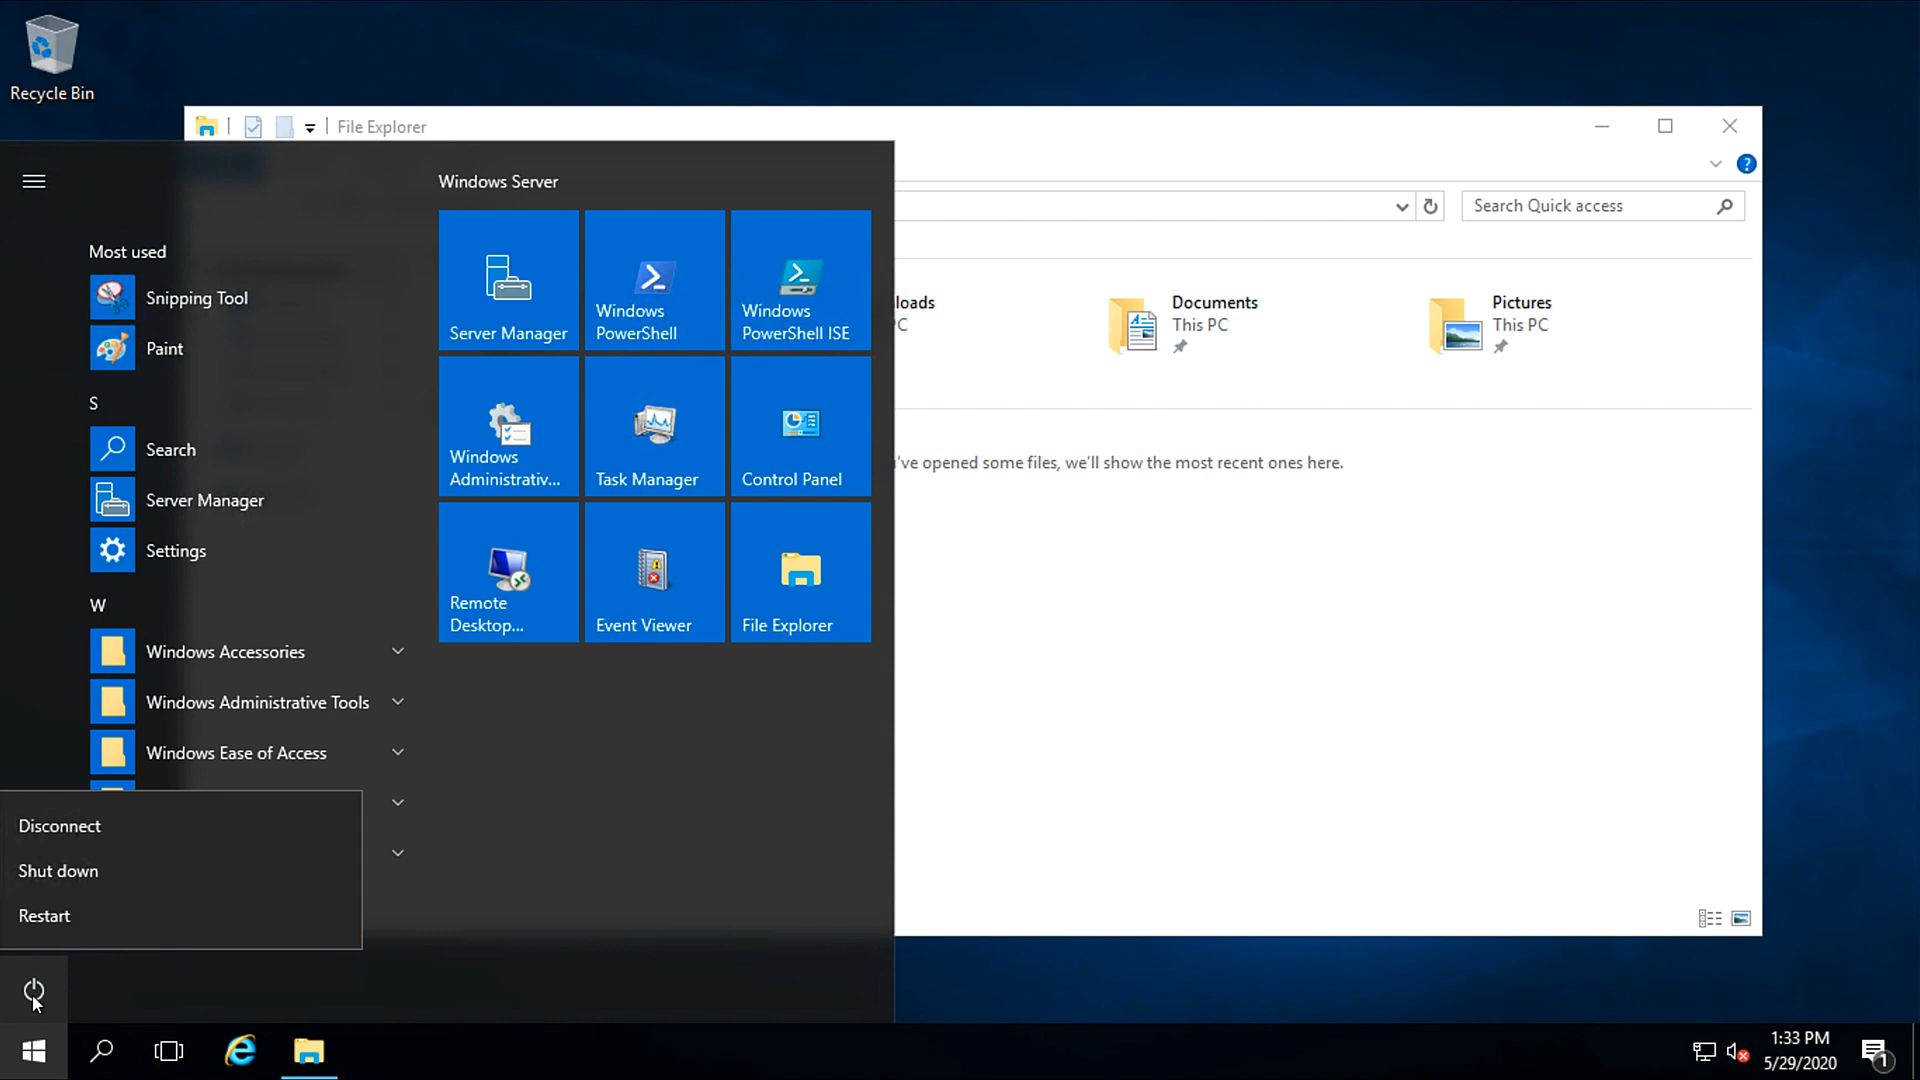 Recycle Bin
File Explorer
Search Quick access
Windows Server
Most used
Snipping Tool
Paint
S
Search
Server Manager
Settings
W
Windows Accessories
Windows Administrative Tools
Windows Ease of Access
Server Manager
Windows
PowerShell
Windows
PowerShell ISE
Windows
Administrativ...
Task Manager
Control Panel
Remote
Desktop...
Event Viewer
File Explorer
Documents
This PC
Pictures
This PC
've opened some files, we'll show the most recent ones here.
Disconnect
Shut down
Restart
1:33 PM
5/29/2020
1